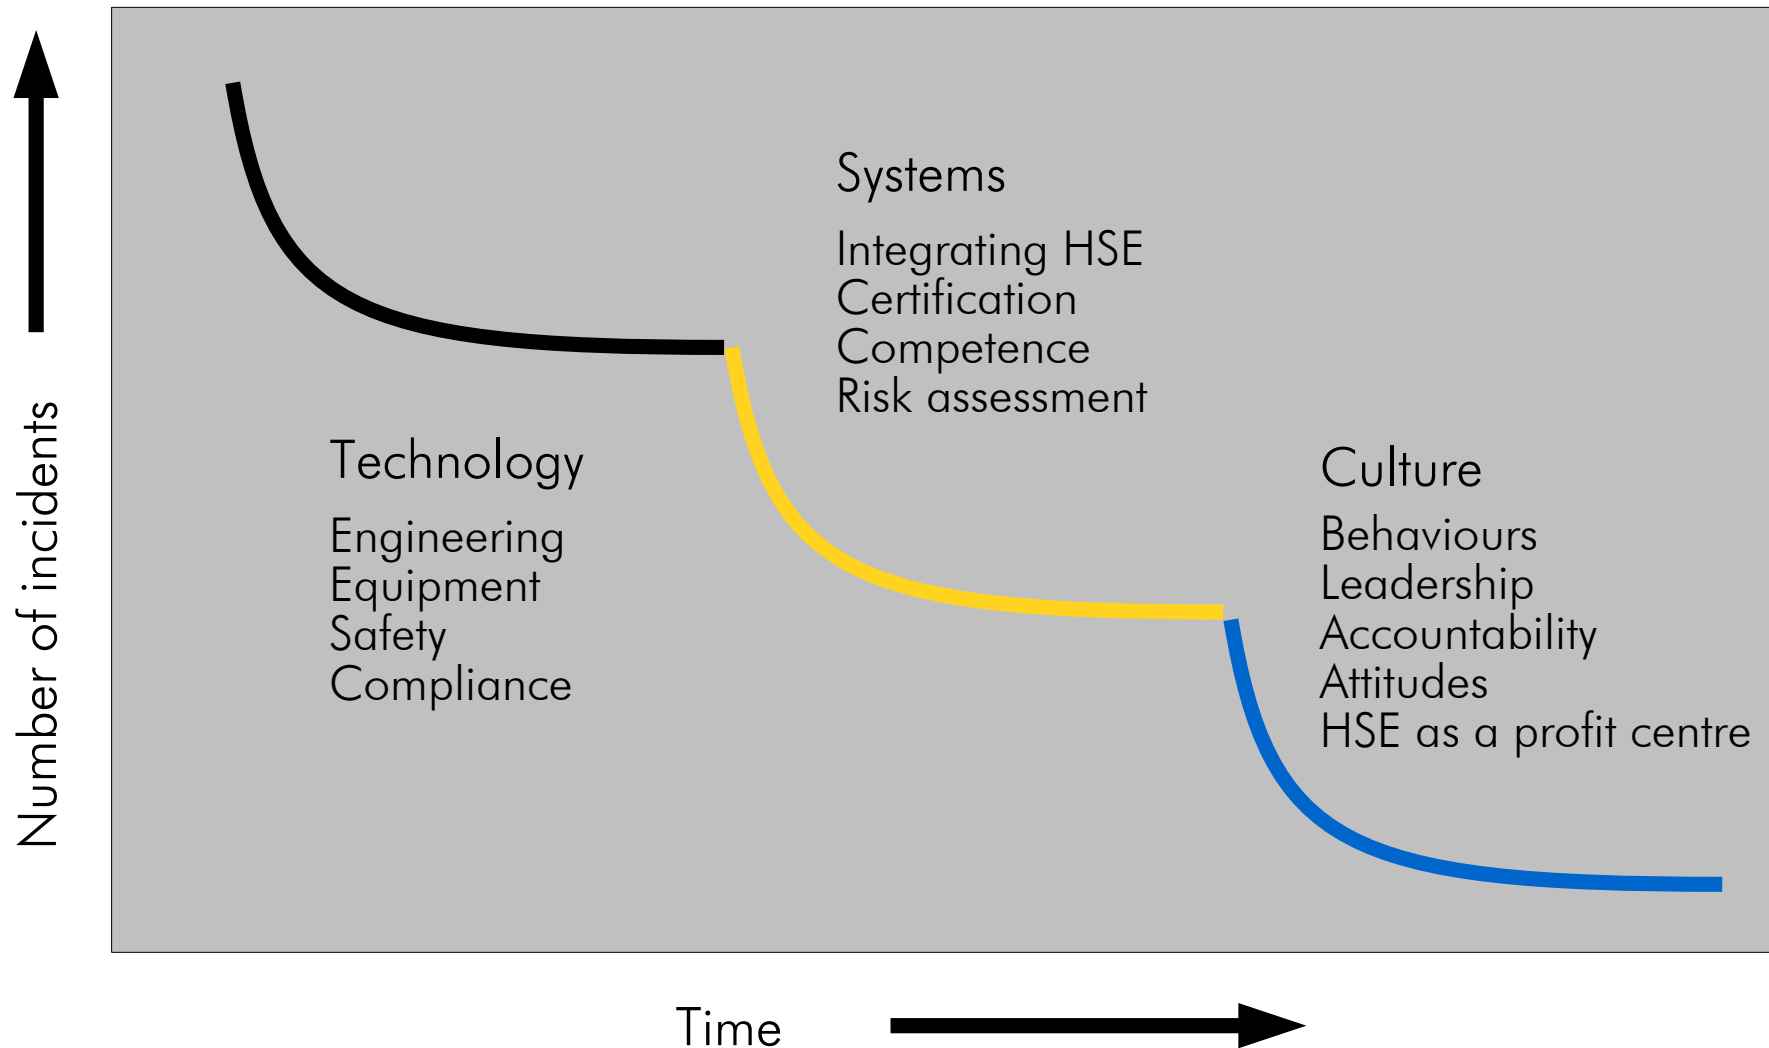 Number of incidents
Systems
Integrating HSE
Certification
Competence
Risk assessment
Technology
Engineering
Equipment
Safety
Compliance
Culture
Behaviours
Leadership
Accountability
Attitudes
HSE as a profit centre
Time